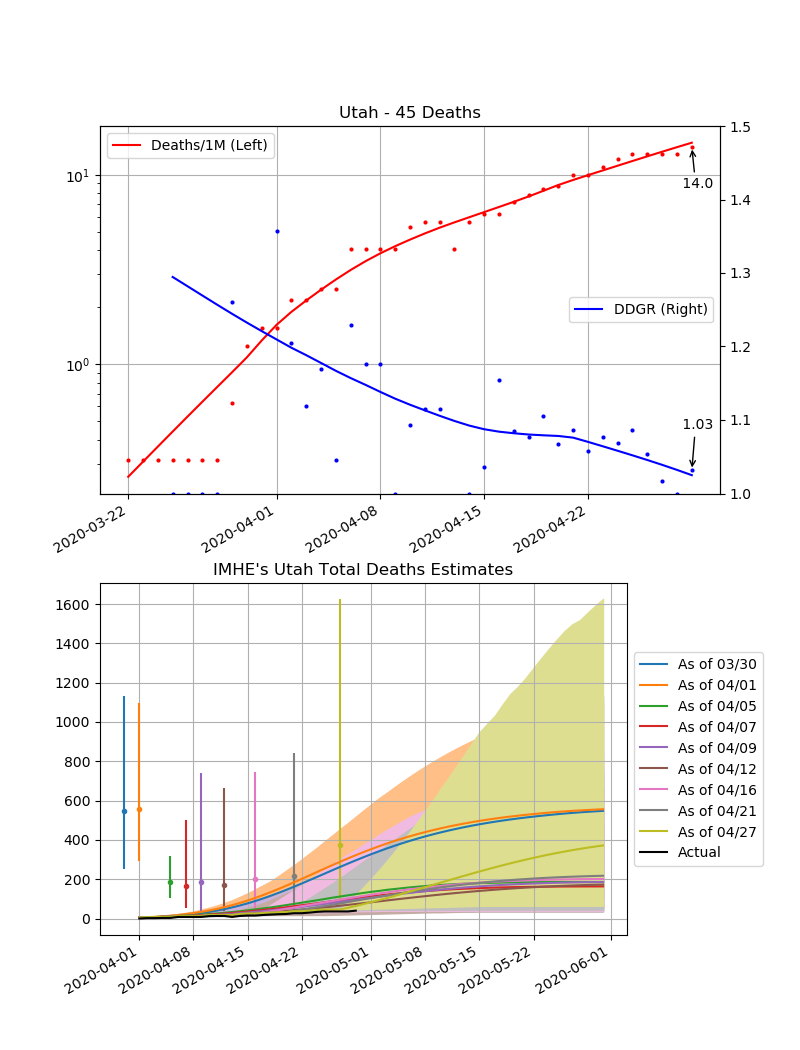 Utah - 45 Deaths
Deaths/1M (Left)
DDGR (Right)
14.0
1.03
10¹
10⁰
1.5
1.4
1.3
1.2
1.1
1.0
2020-03-22
2020-04-01
2020-04-08
2020-04-15
2020-04-22
IMHE's Utah Total Deaths Estimates
1600
1400
1200
1000
800
600
400
200
0
2020-04-01
2020-04-08
2020-04-15
2020-04-22
2020-05-01
2020-05-08
2020-05-15
2020-05-22
2020-06-01
As of 03/30
As of 04/01
As of 04/05
As of 04/07
As of 04/09
As of 04/12
As of 04/16
As of 04/21
As of 04/27
Actual